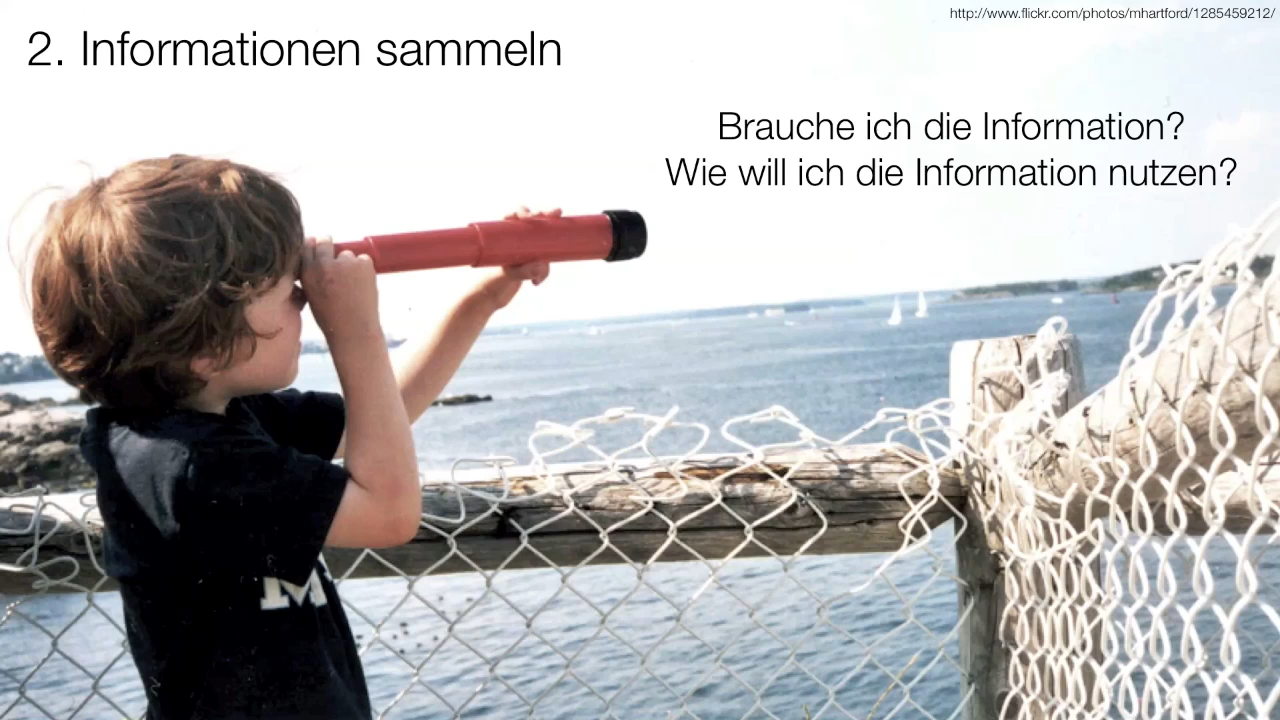 http://www.flickr.com/photos/mhartford/1285459212/
2. Informationen sammeln
Brauche ich die Information?
Wie will ich die Information nutzen?
M